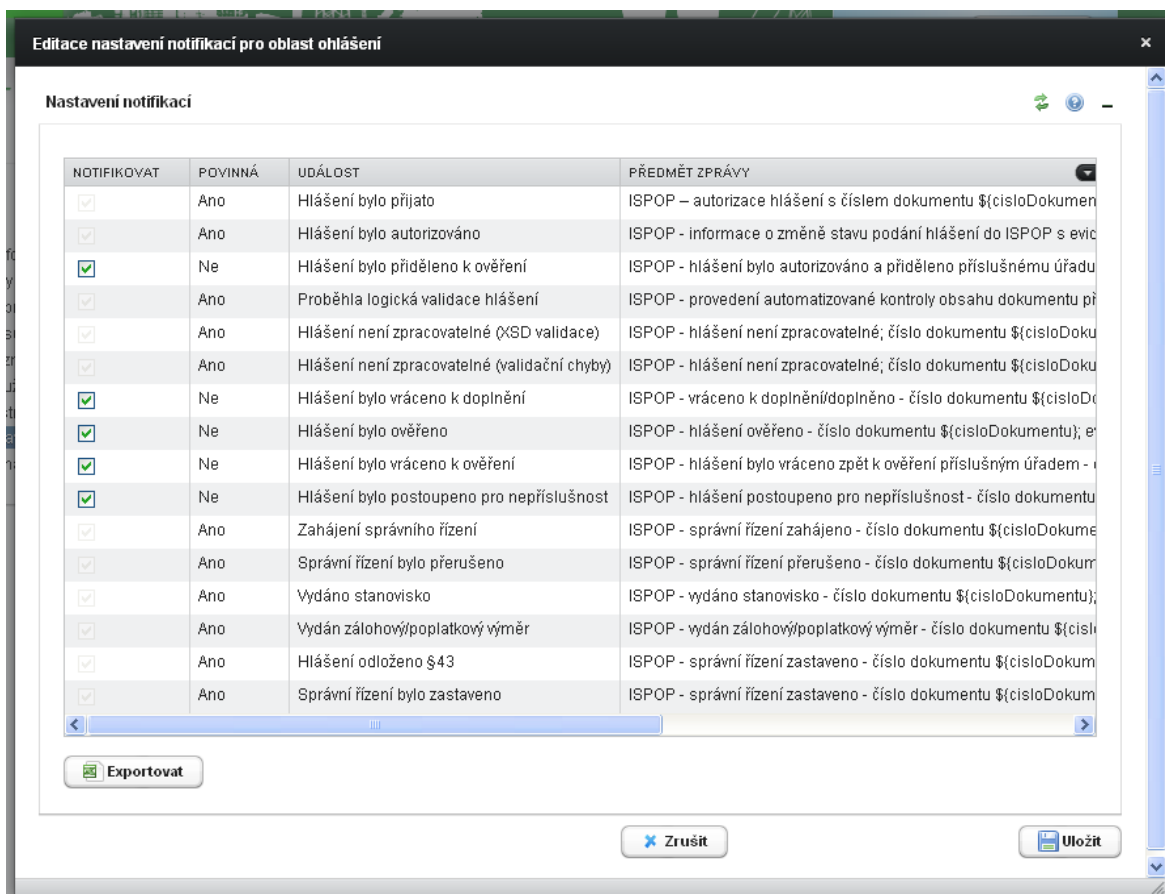 Editace nastavení notifikací pro oblast ohlášení
Nastavení notifikací
NOTIFIKOVAT POVINNÁ UDÁLOST PŘEDMĚT ZPRÁVY
Ano Hlášení bylo přijato ISPOP – autorizace hlášení s číslem dokumentu ${cisloDokumen
Ano Hlášení bylo autorizováno ISPOP - informace o změně stavu podání hlášení do ISPOP s evic
Ne Hlášení bylo přiděleno k ověření ISPOP - hlášení bylo autorizováno a přiděleno příslušnému úřadu
Ano Proběhla logická validace hlášení ISPOP - provedení automatizované kontroly obsahu dokumentu př
Ano Hlášení není zpracovatelné (XSD validace) ISPOP - hlášení není zpracovatelné; číslo dokumentu ${cisloDoku
Ano Hlášení není zpracovatelné (validační chyby) ISPOP - hlášení není zpracovatelné; číslo dokumentu ${cisloDoku
Ne Hlášení bylo vráceno k doplnění ISPOP - vráceno k doplnění/doplněno - číslo dokumentu ${cisloDo
Ne Hlášení bylo ověřeno ISPOP - hlášení ověřeno - číslo dokumentu ${cisloDokumentu}; e
Ne Hlášení bylo vráceno k ověření ISPOP - hlášení bylo vráceno zpět k ověření příslušným úřadem -
Ne Hlášení bylo postoupeno pro nepříslušnost ISPOP - hlášení postoupeno pro nepříslušnost - číslo dokumentu
Ano Zahájení správního řízení ISPOP - správní řízení zahájeno - číslo dokumentu ${cisloDokume
Ano Správní řízení bylo přerušeno ISPOP - správní řízení přerušeno - číslo dokumentu ${cisloDokum
Ano Vydáno stanovisko ISPOP - vydáno stanovisko - číslo dokumentu ${cisloDokumentu};
Ano Vydán zálohový/poplatkový výměr ISPOP - vydán zálohový/poplatkový výměr - číslo dokumentu ${cisl
Ano Hlášení odloženo §43 ISPOP - správní řízení zastaveno - číslo dokumentu ${cisloDokum
Ano Správní řízení bylo zastaveno ISPOP - správní řízení zastaveno - číslo dokumentu ${cisloDokum
Exportovat
Zrušit Uložit